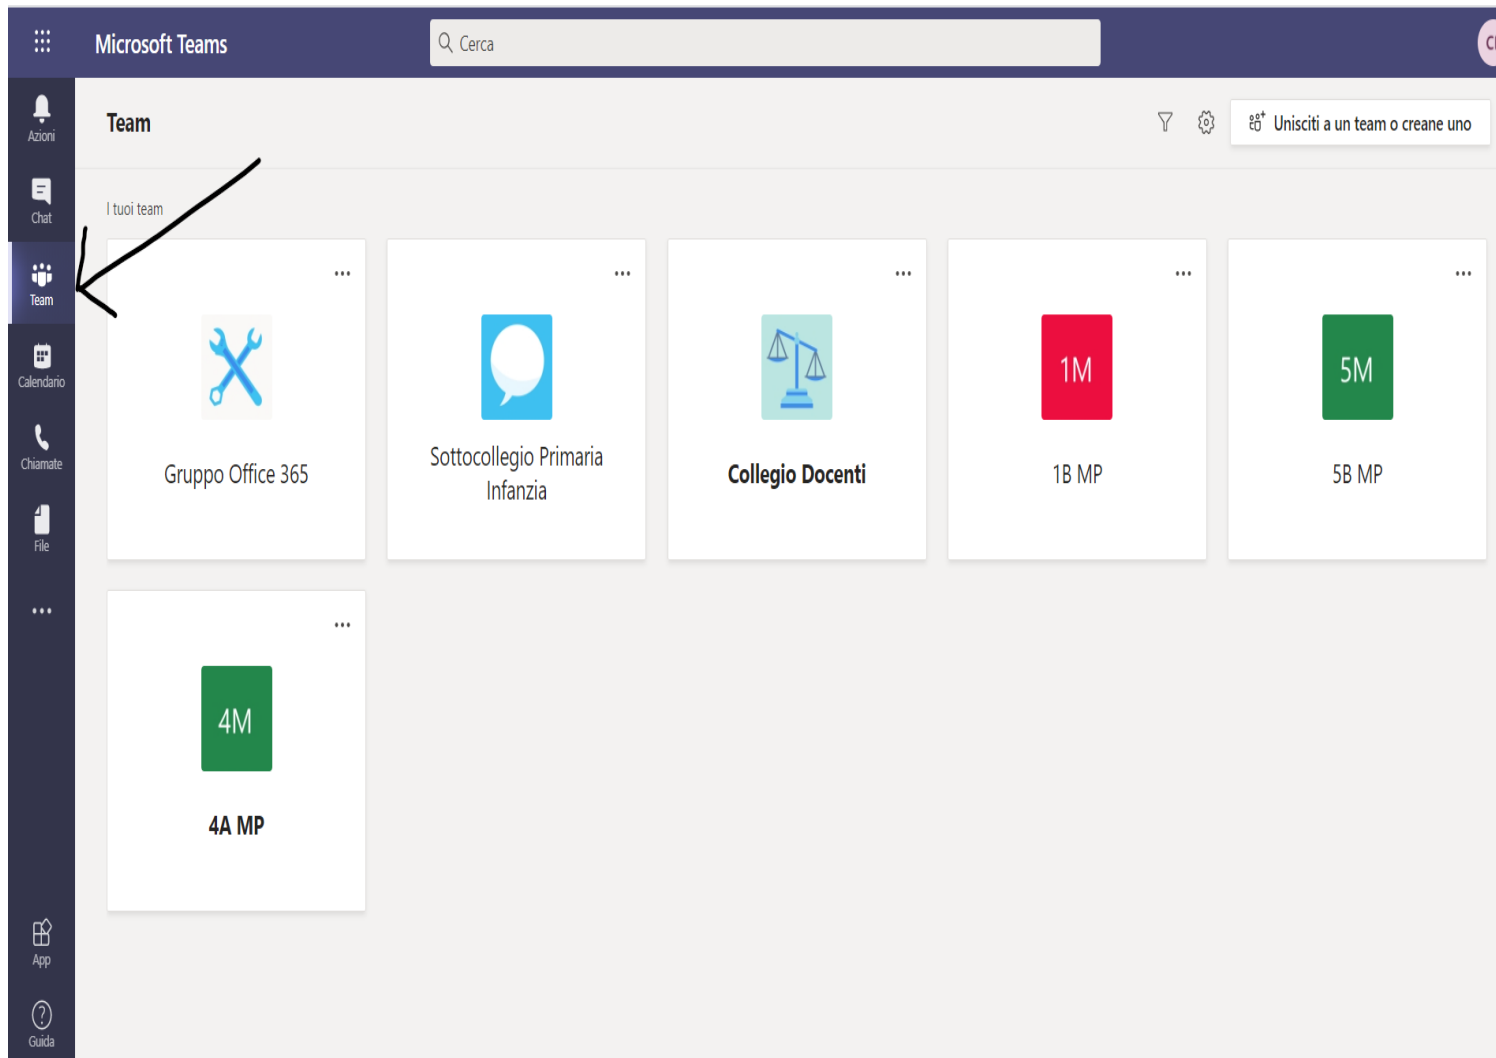 Microsoft Teams
Cerca
Azioni
Chat
Team
Calendario
Chiamate
File
App
Guida
Team
Unisciti a un team o creane uno
I tuoi team
Gruppo Office 365
Sottocollegio Primaria
Infanzia
Collegio Docenti
1M
1B MP
5M
5B MP
4M
4A MP